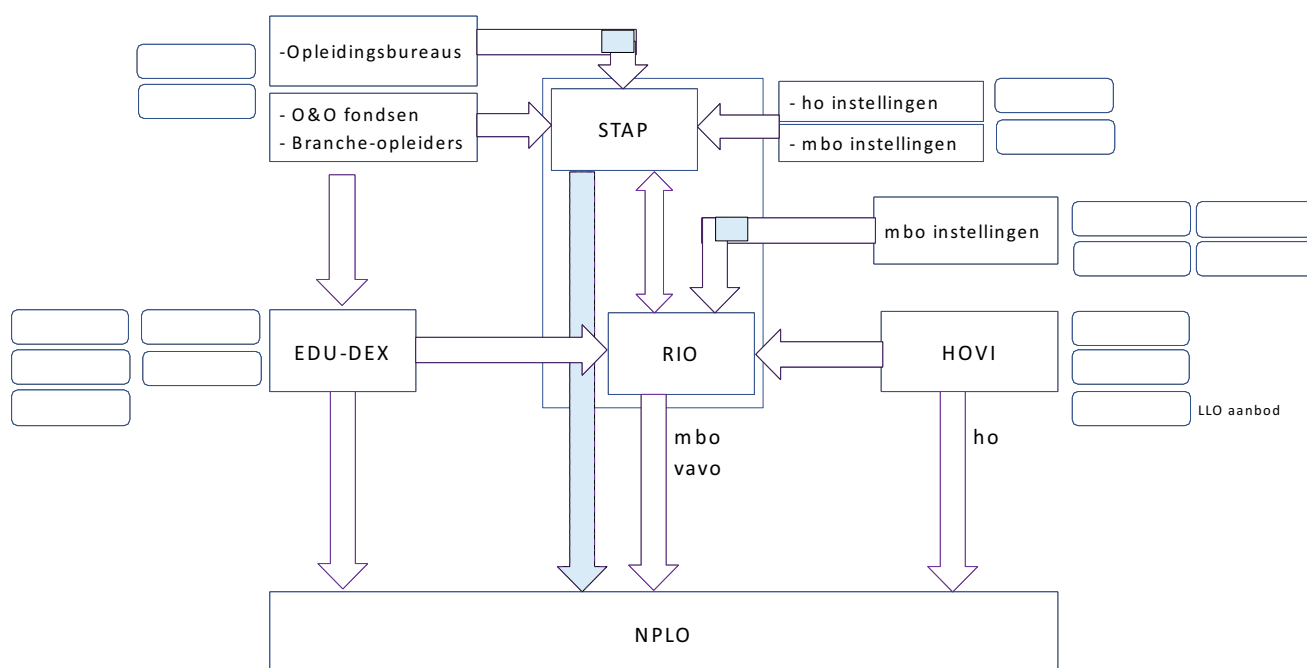 -Opleidingsbureaus
- O&O fondsen
- Branche-opleiders
STAP
- ho instellingen
- mbo instellingen
mbo instellingen
EDU-DEX
RIO
HOVI
LLO aanbod
mbo
vavo
ho
NPLO